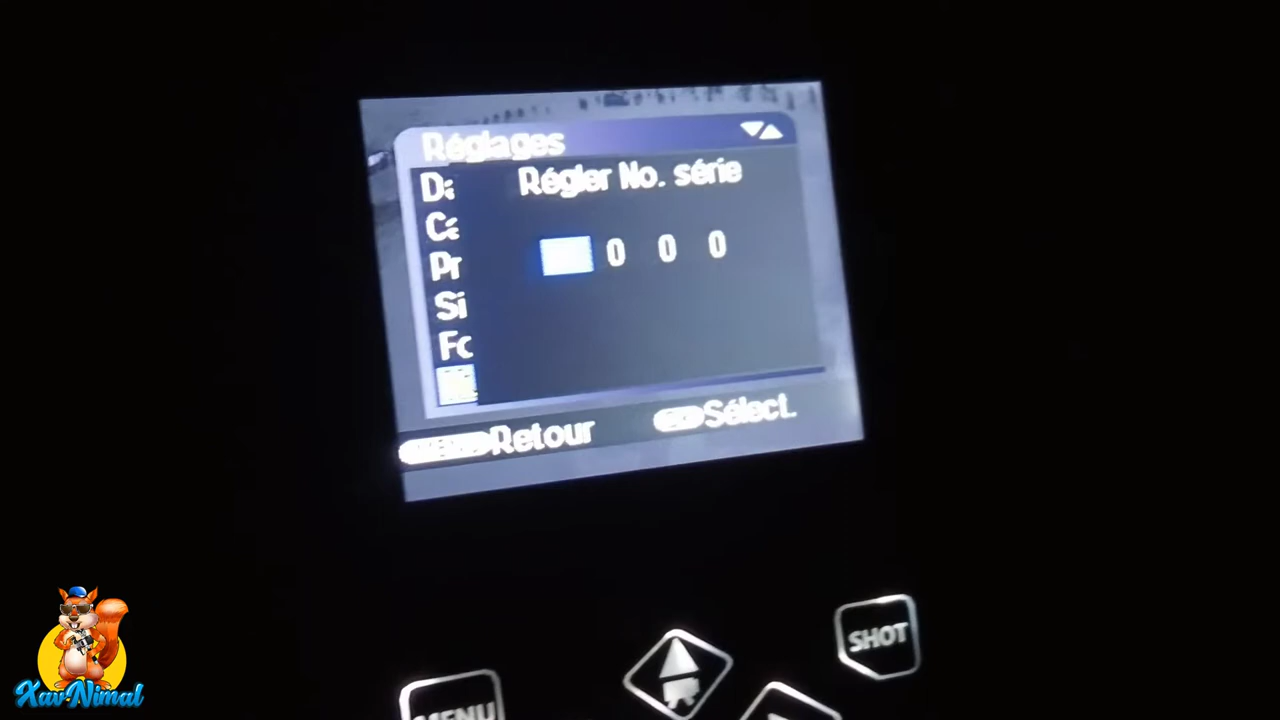 Réglages
Régler No. série
Da
Ca
Pr
Si
Fo
0 0 0
Retour
Sélect.
SHOT
MENU
XavNimal